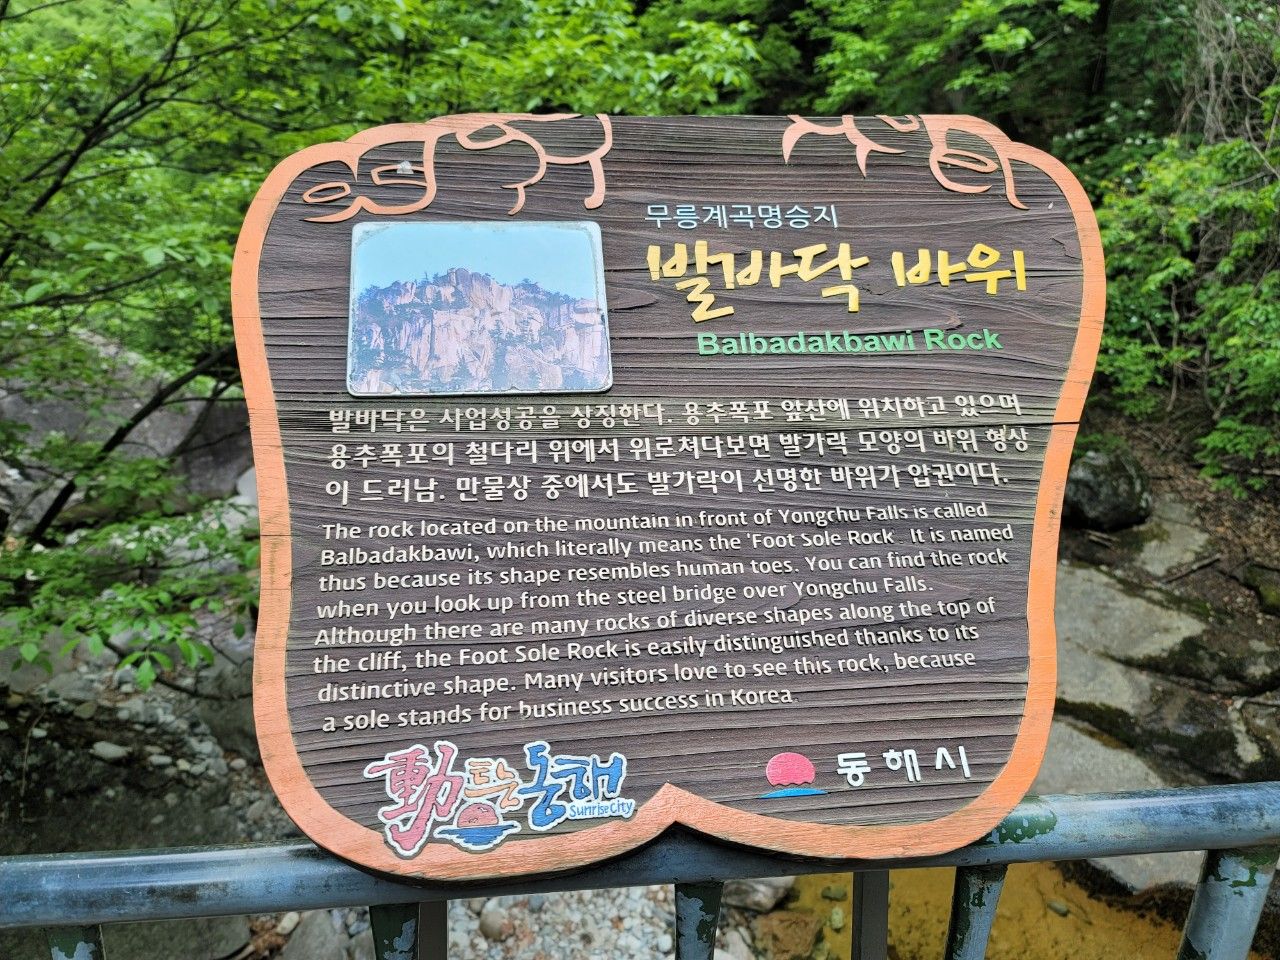 무릉계곡명승지
발바닥 바위
Balbadakbawi Rock
발바닥은 사업성공을 상징한다. 용추폭포 앞산에 위치하고 있으며
용추폭포의 철다리 위에서 위로쳐다보면 발가락 모양의 바위 형상
이 드러남. 만물상 중에서도 발가락이 선명한 바위가 압권이다.
The rock located on the mountain in front of Yongchu Falls is called
Balbadakbawi, which literally means the 'Foot Sole Rock'. It is named
thus because its shape resembles human toes. You can find the rock
when you look up from the steel bridge over Yongchu Falls.
Although there are many rocks of diverse shapes along the top of
the cliff, the Foot Sole Rock is easily distinguished thanks to its
distinctive shape. Many visitors love to see this rock, because
a sole stands for business success in Korea.
動트는동해
Sunrise City
동해시